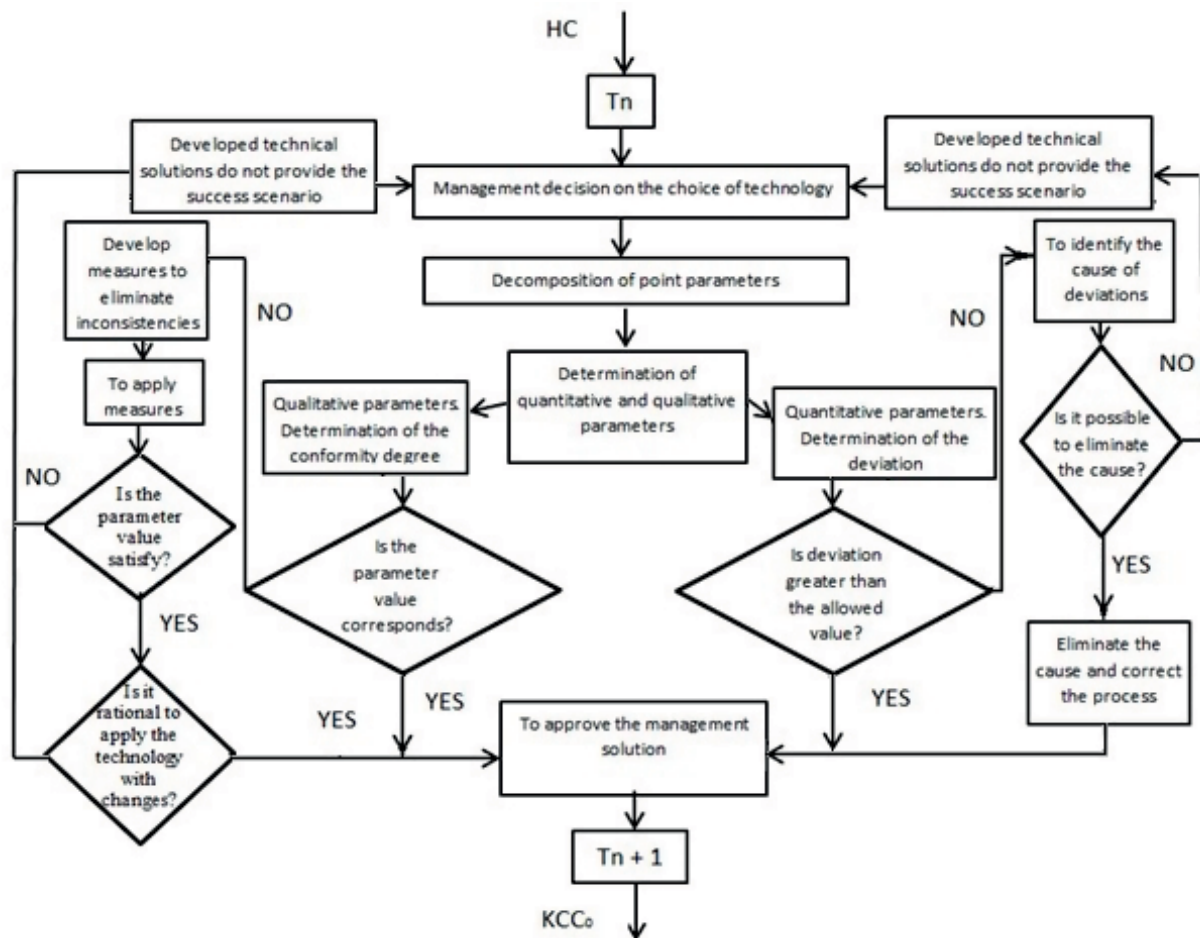 HC
Tn
Developed technical
solutions do not provide the
success scenario
Management decision on the choice of technology
Developed technical
solutions do not provide the
success scenario
Develop
measures to
eliminate
inconsistencies
NO
Decomposition of point parameters
NO
To identify the
cause of
deviations
To apply
measures
Qualitative parameters.
Determination of the
conformity degree
Determination of
quantitative and qualitative
parameters
Quantitative parameters.
Determination of the
deviation
NO
Is it possible
to eliminate
the cause?
NO
Is the
parameter
value
satisfy?
Is the
parameter
value
corresponds?
Is deviation
greater than
the allowed
value?
YES
YES
Is it
rational to
apply the
technology
with
changes?
YES
YES
To approve the management
solution
YES
Eliminate the
cause and correct
the process
Tn + 1
KCC₀